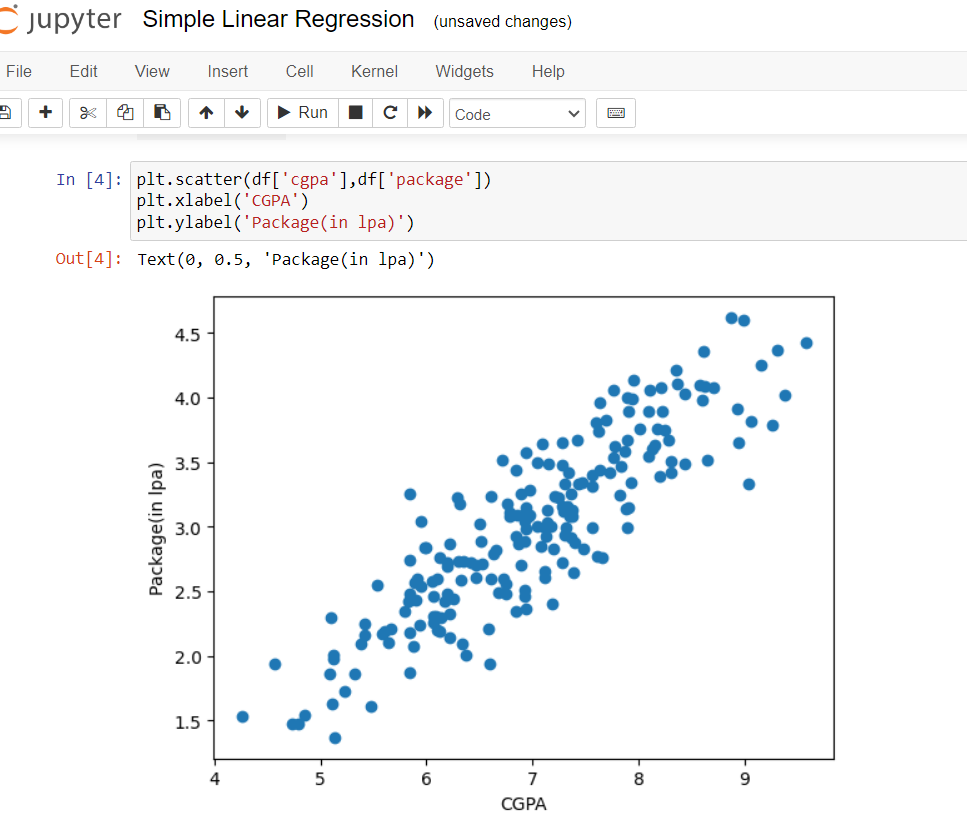 jupyter Simple Linear Regression (unsaved changes)
File Edit View Insert Cell Kernel Widgets Help
Run Code
In [4]: plt.scatter(df['cgpa'],df['package'])
plt.xlabel('CGPA')
plt.ylabel('Package(in lpa)')
Out[4]: Text(0, 0.5, 'Package(in lpa)')
Package(in lpa)
4.5
4.0
3.5
3.0
2.5
2.0
1.5
4 5 6 7 8 9
CGPA